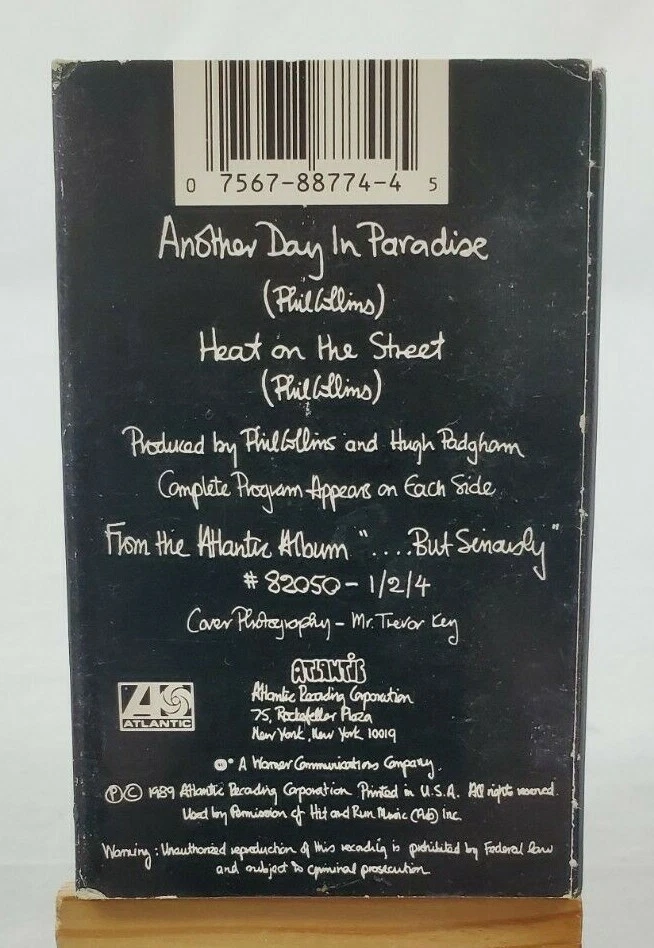 0 7567-88774-4 5
Another Day In Paradise
(Phil Collins)
Heat on the Street
(Phil Collins)
Produced by Phil Collins and Hugh Padgham
Complete Program Appears on Each Side
From the Atlantic Album "....But Seriously"
# 82050 - 1/2/4
Cover Photography - Mr. Trevor Key
ATLANTIC
Atlantic Recording Corporation
75, Rockefeller Plaza
New York, New York 10019
ATLANTIC
A Warner Communications Company.
Ⓟ © 1989 Atlantic Recording Corporation Printed in U.S.A. All rights reserved.
Used by Permission of Hit and Run Music (Pub) Inc.
Warning: Unauthorized reproduction of this recording is prohibited by Federal law
and subject to criminal prosecution